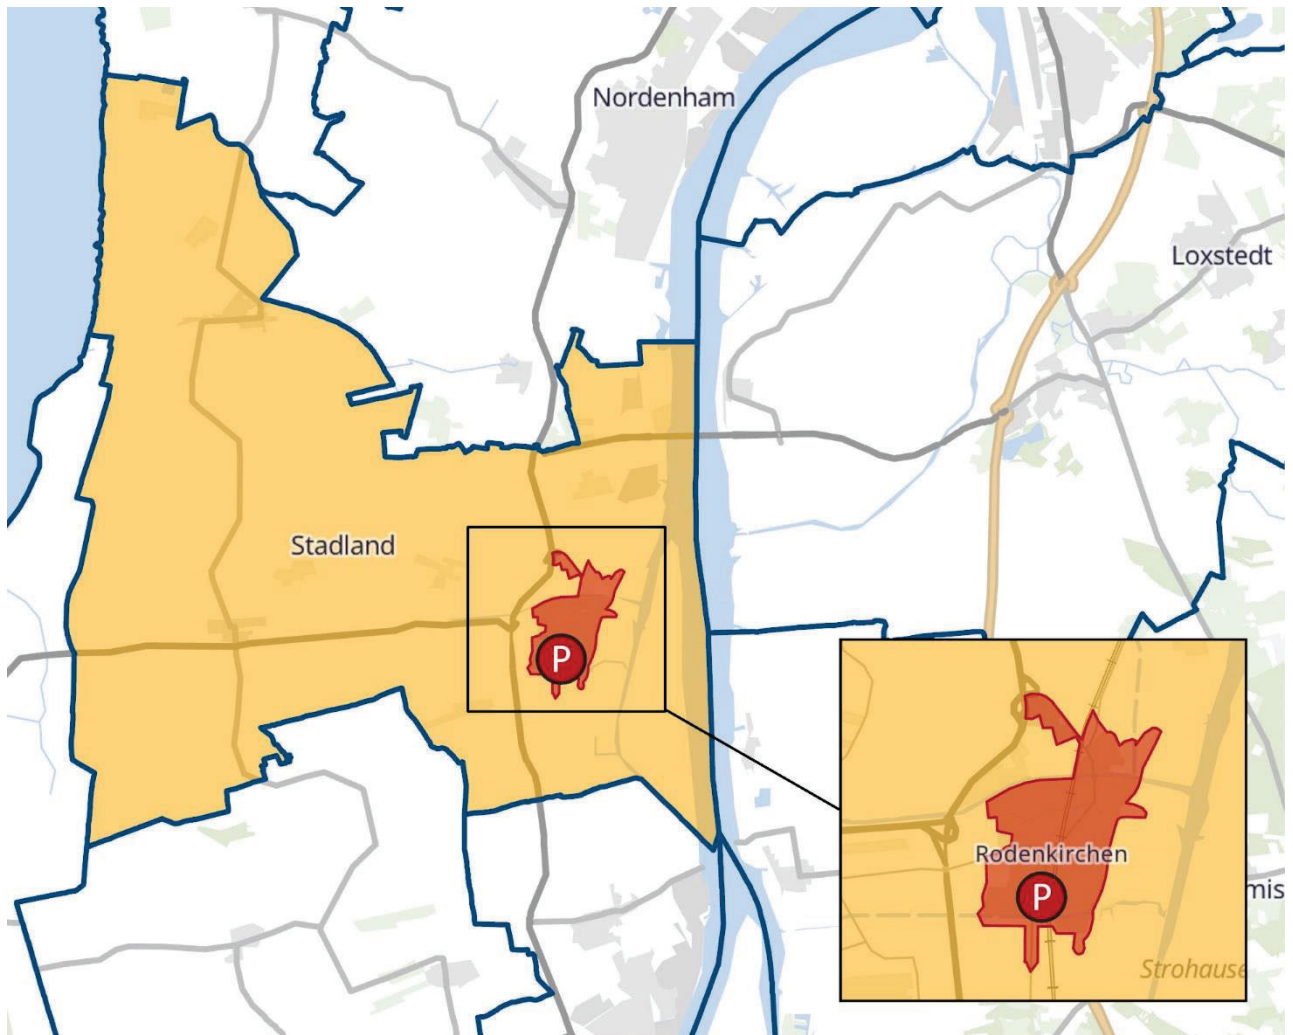 Nordenham
Loxstedt
Stadland
P
Rodenkirchen
P
mis
Strohause